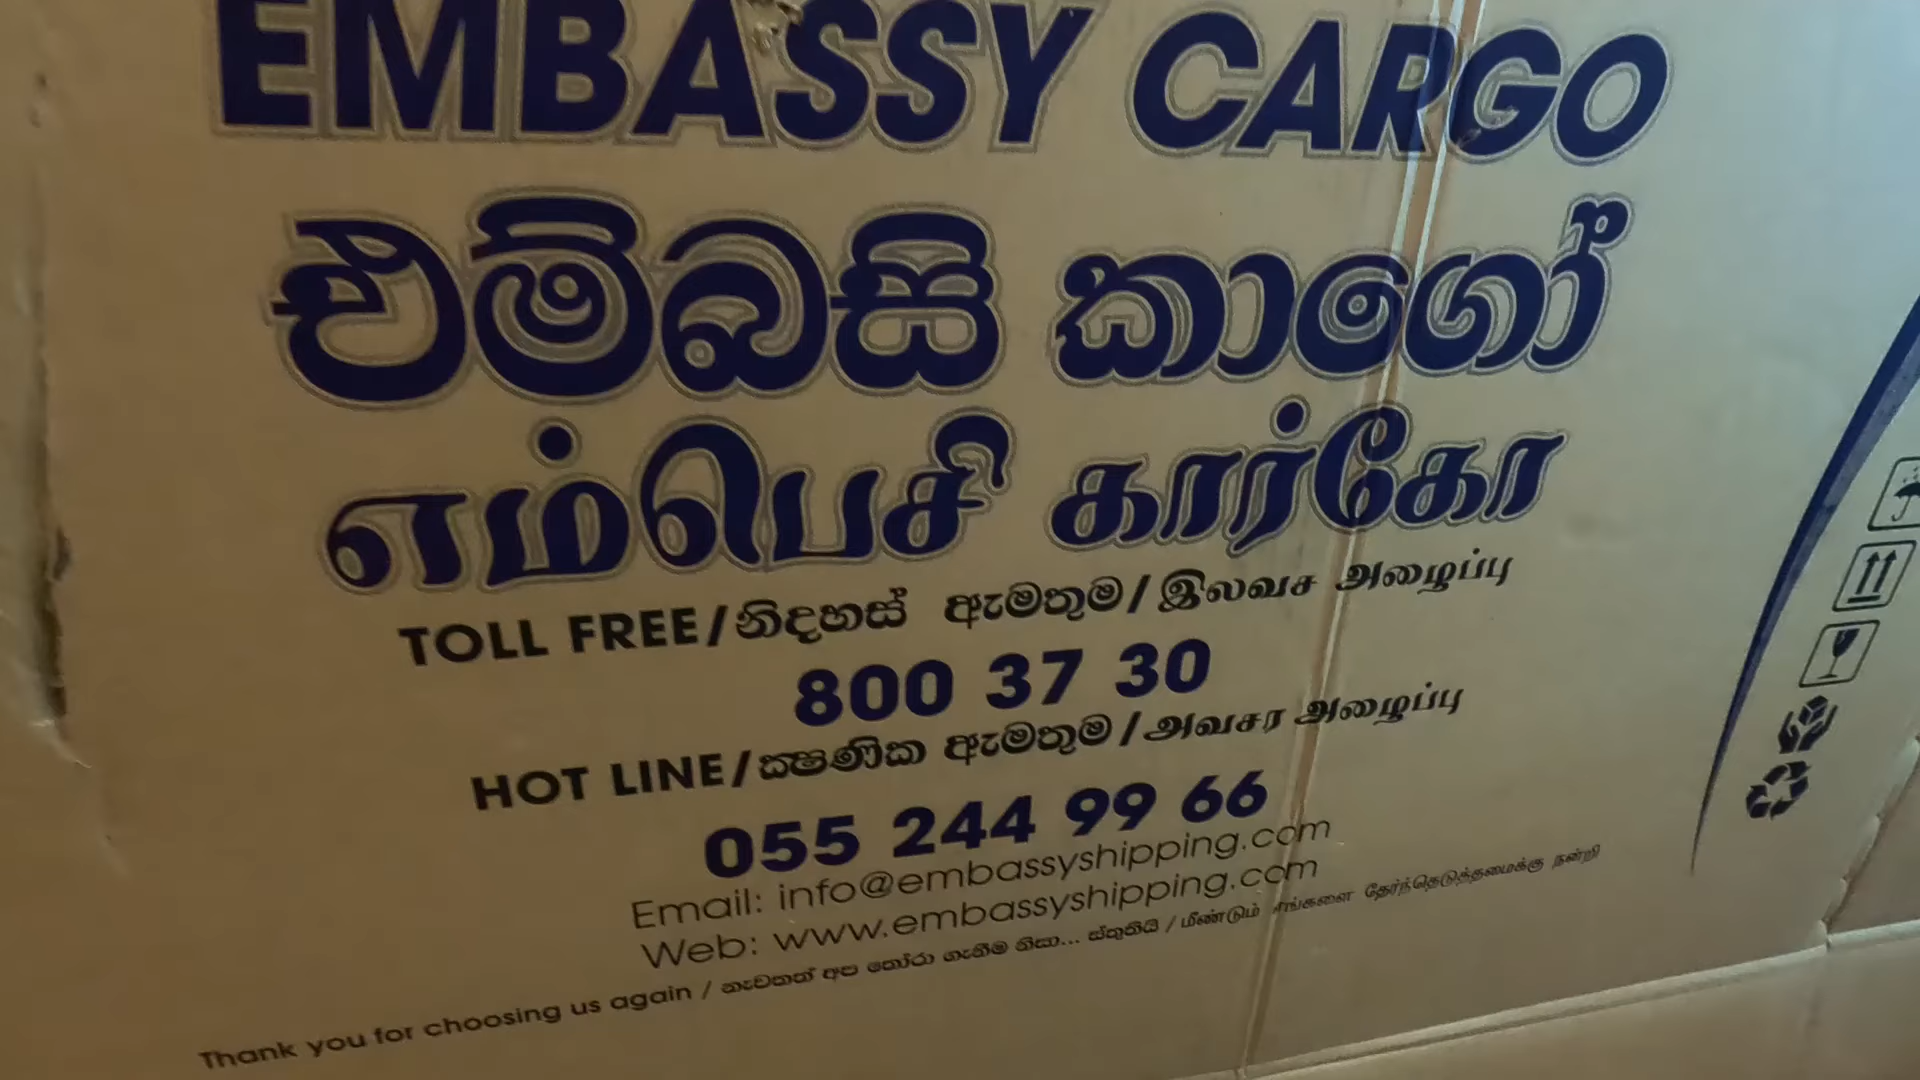 EMBASSY CARGO
එම්බසි කාගෝ
எம்பெசி கார்கோ
TOLL FREE/නිදහස් ඇමතුම/இலவச அழைப்பு
800 37 30
HOT LINE/ක්ෂණික ඇමතුම/அவசர அழைப்பு
055 244 99 66
Email: info@embassyshipping.com
Web: www.embassyshipping.com
Thank you for choosing us again / නැවතත් අප තෝරා ගැනීම නිසා... ස්තුතියි / மீண்டும் எங்களை தேர்ந்தெடுத்தமைக்கு நன்றி